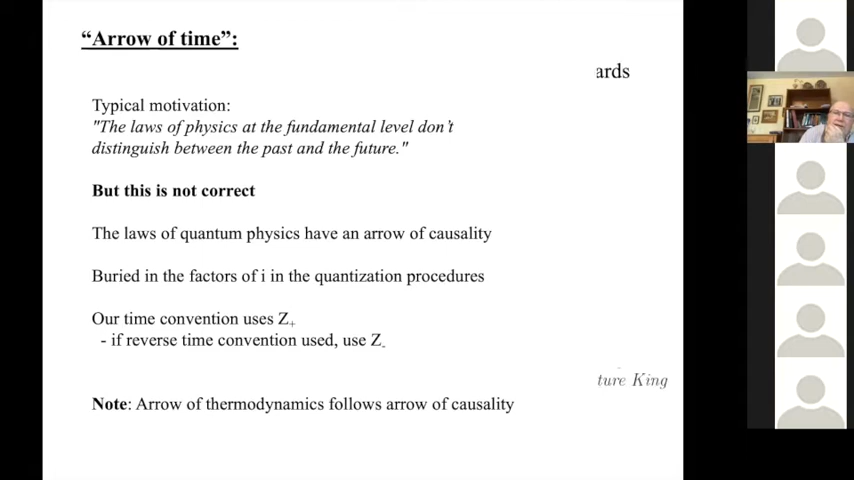 “Arrow of time”:
ards
Typical motivation:
"The laws of physics at the fundamental level don’t
distinguish between the past and the future."
But this is not correct
The laws of quantum physics have an arrow of causality
Buried in the factors of i in the quantization procedures
Our time convention uses Z₊
- if reverse time convention used, use Z₋
ture King
Note: Arrow of thermodynamics follows arrow of causality